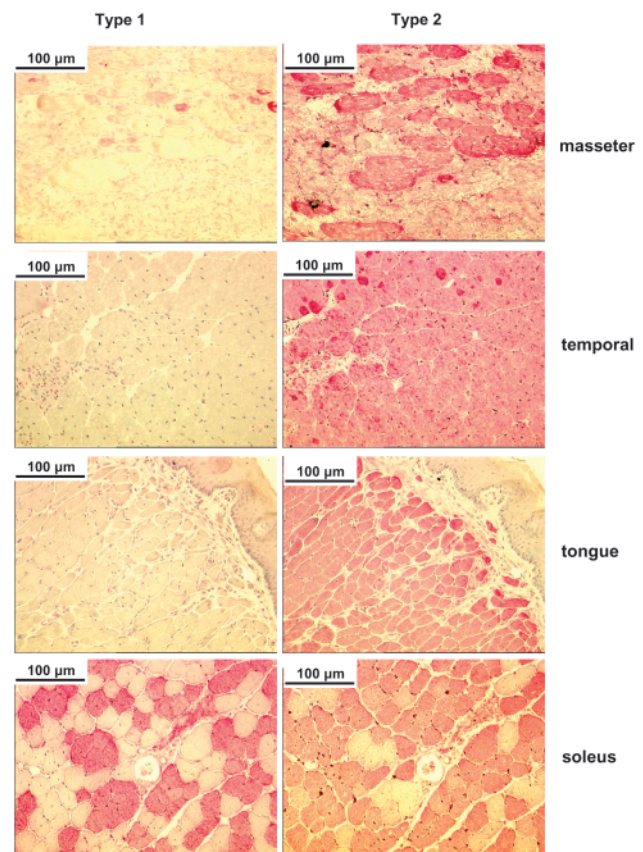 Type 1 Type 2
100 µm 100 µm
masseter
100 µm 100 µm
temporal
100 µm 100 µm
tongue
100 µm 100 µm
soleus